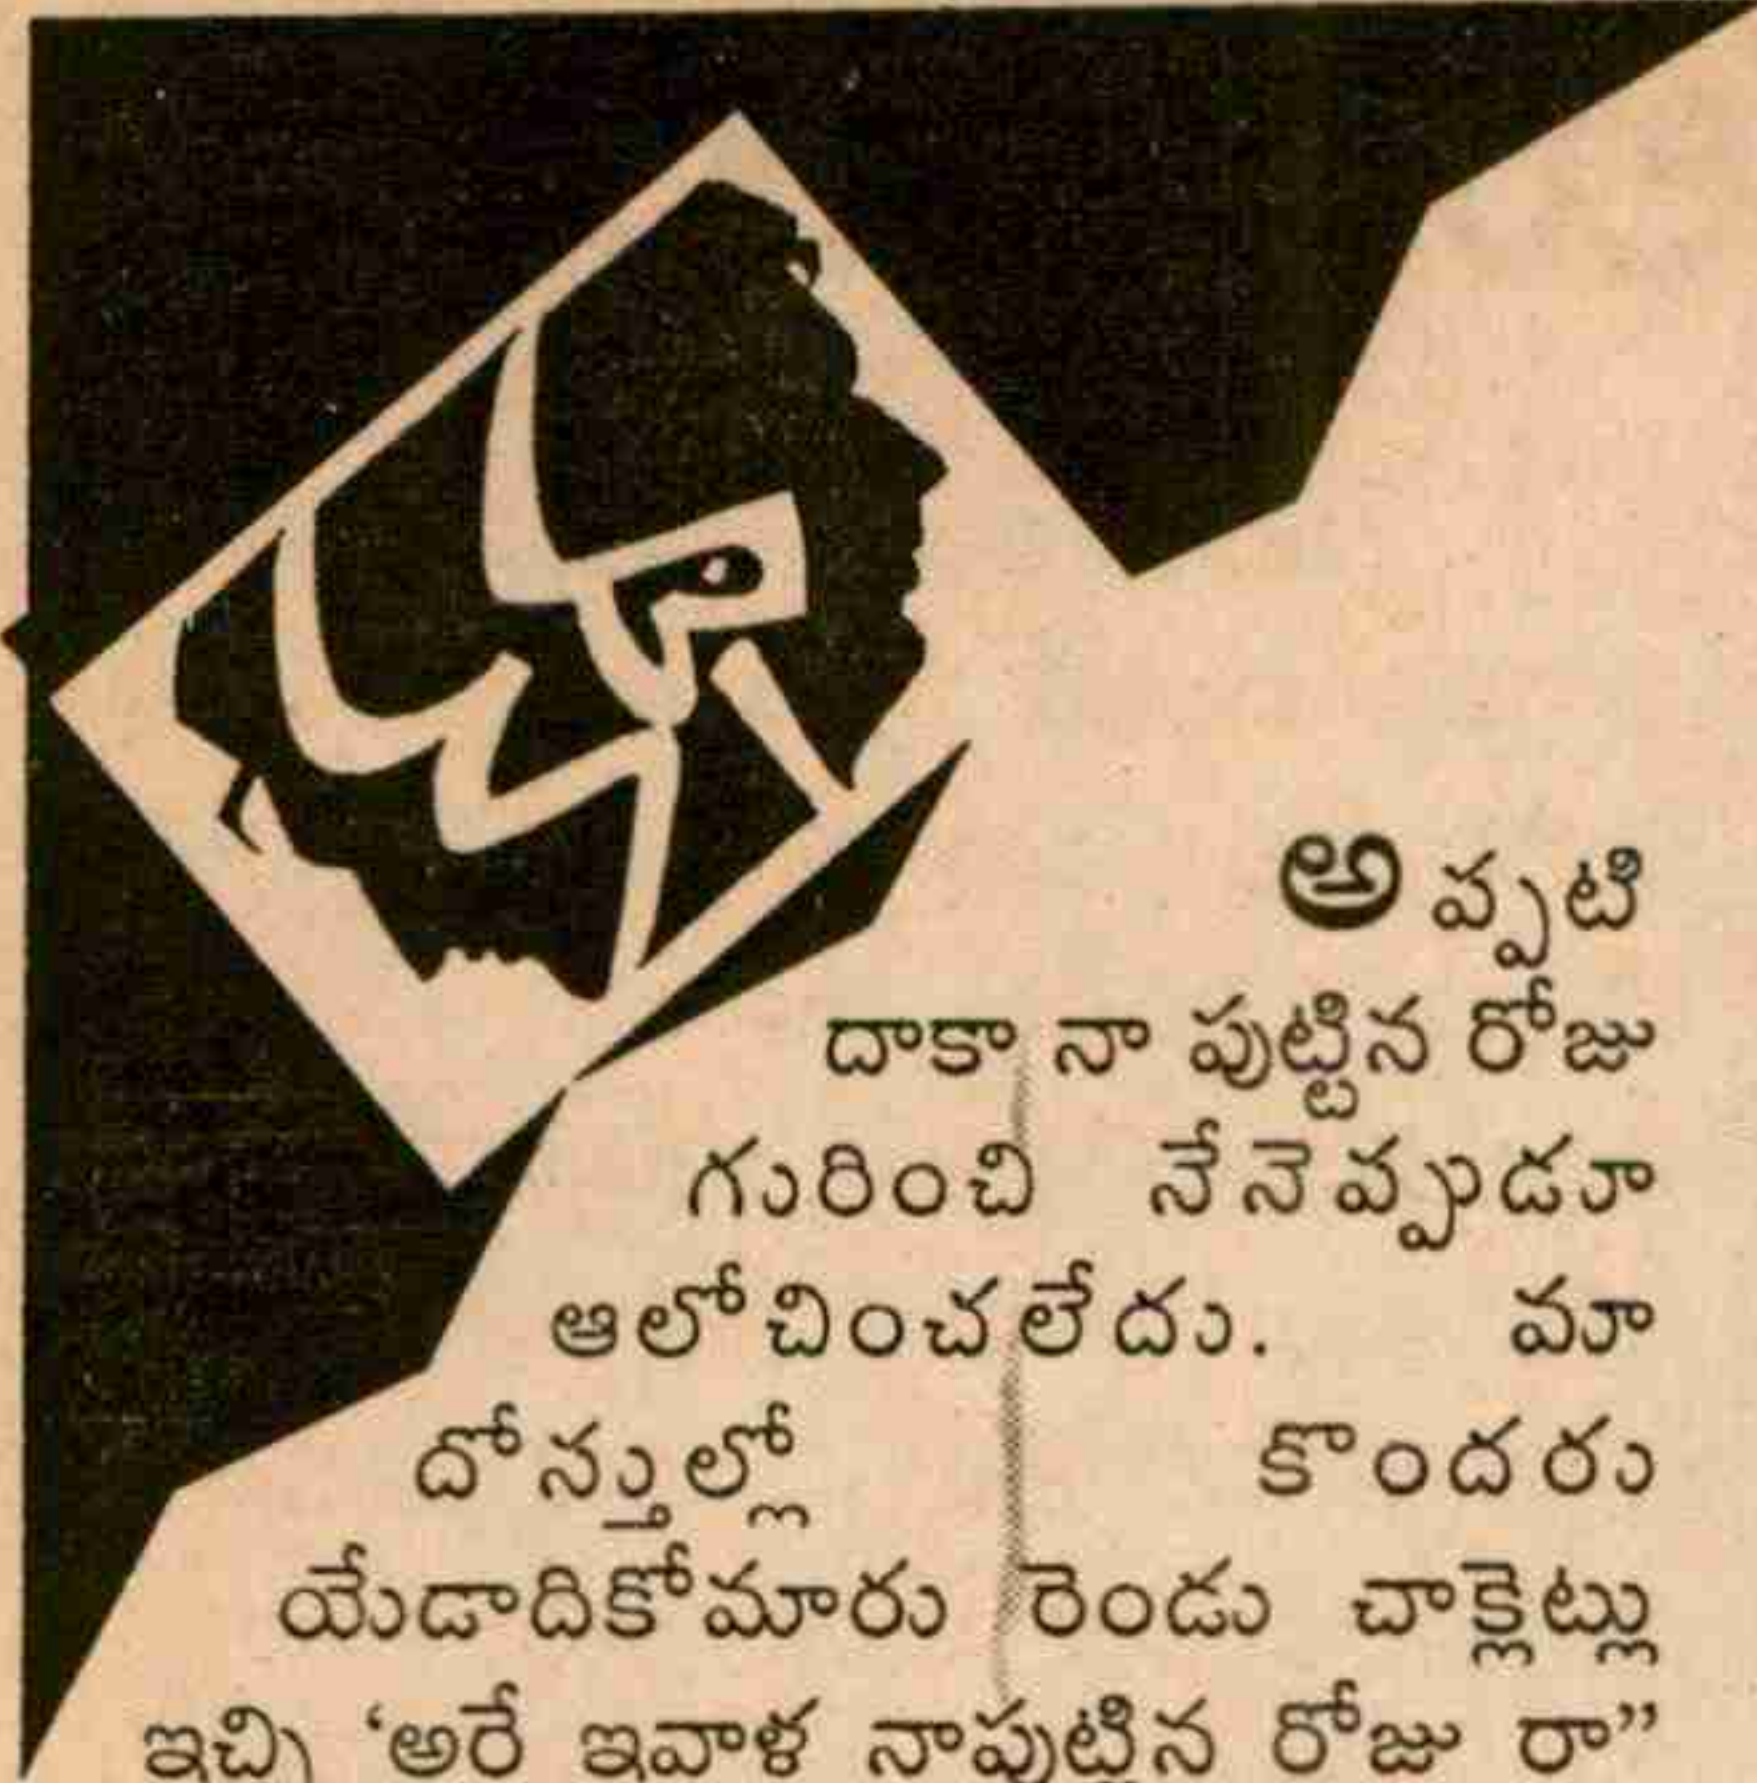 అప్పటి
దాకా నా పుట్టిన రోజు
గురించి నేనెప్పుడూ
ఆలోచించలేదు. మా
దోస్తుల్లో కొందరు
యేడాదికోమారు రెండు చాక్లెట్లు
ఇచ్చి ‘అరే ఇవాళ నాపుట్టిన రోజు రా”